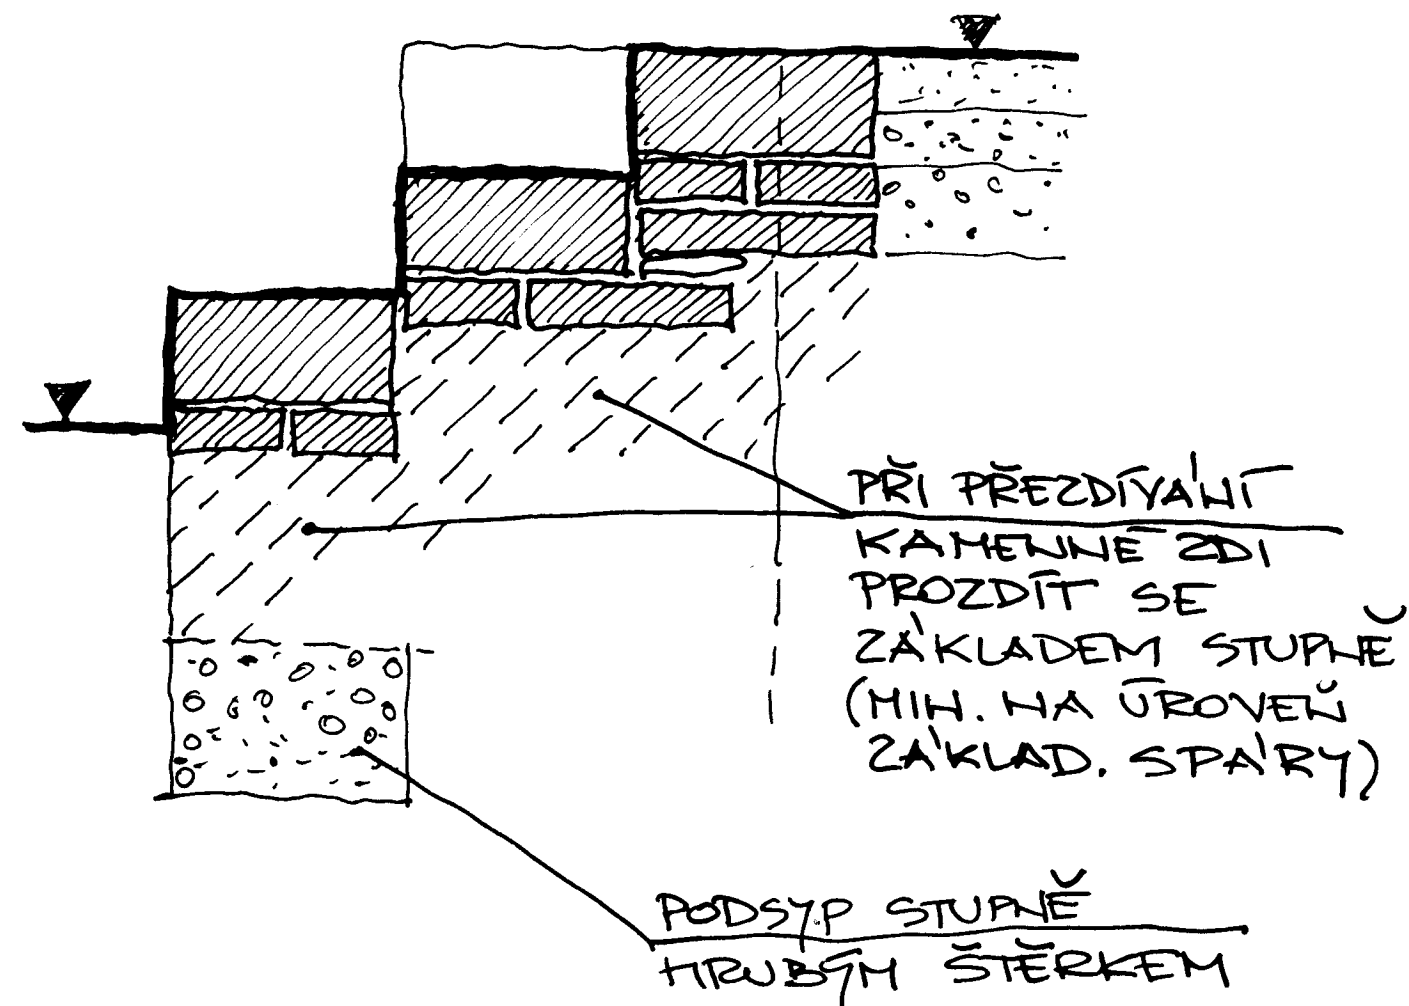 PŘI PŘEZDÍVÁNÍ
KAMENNÉ ZDI
PROZDÍT SE
ZÁKLADEM STUPNĚ
(MIN. NA ÚROVEŇ
ZÁKLAD. SPÁRY)
PODSYP STUPNĚ
HRUBÝM ŠTĚRKEM